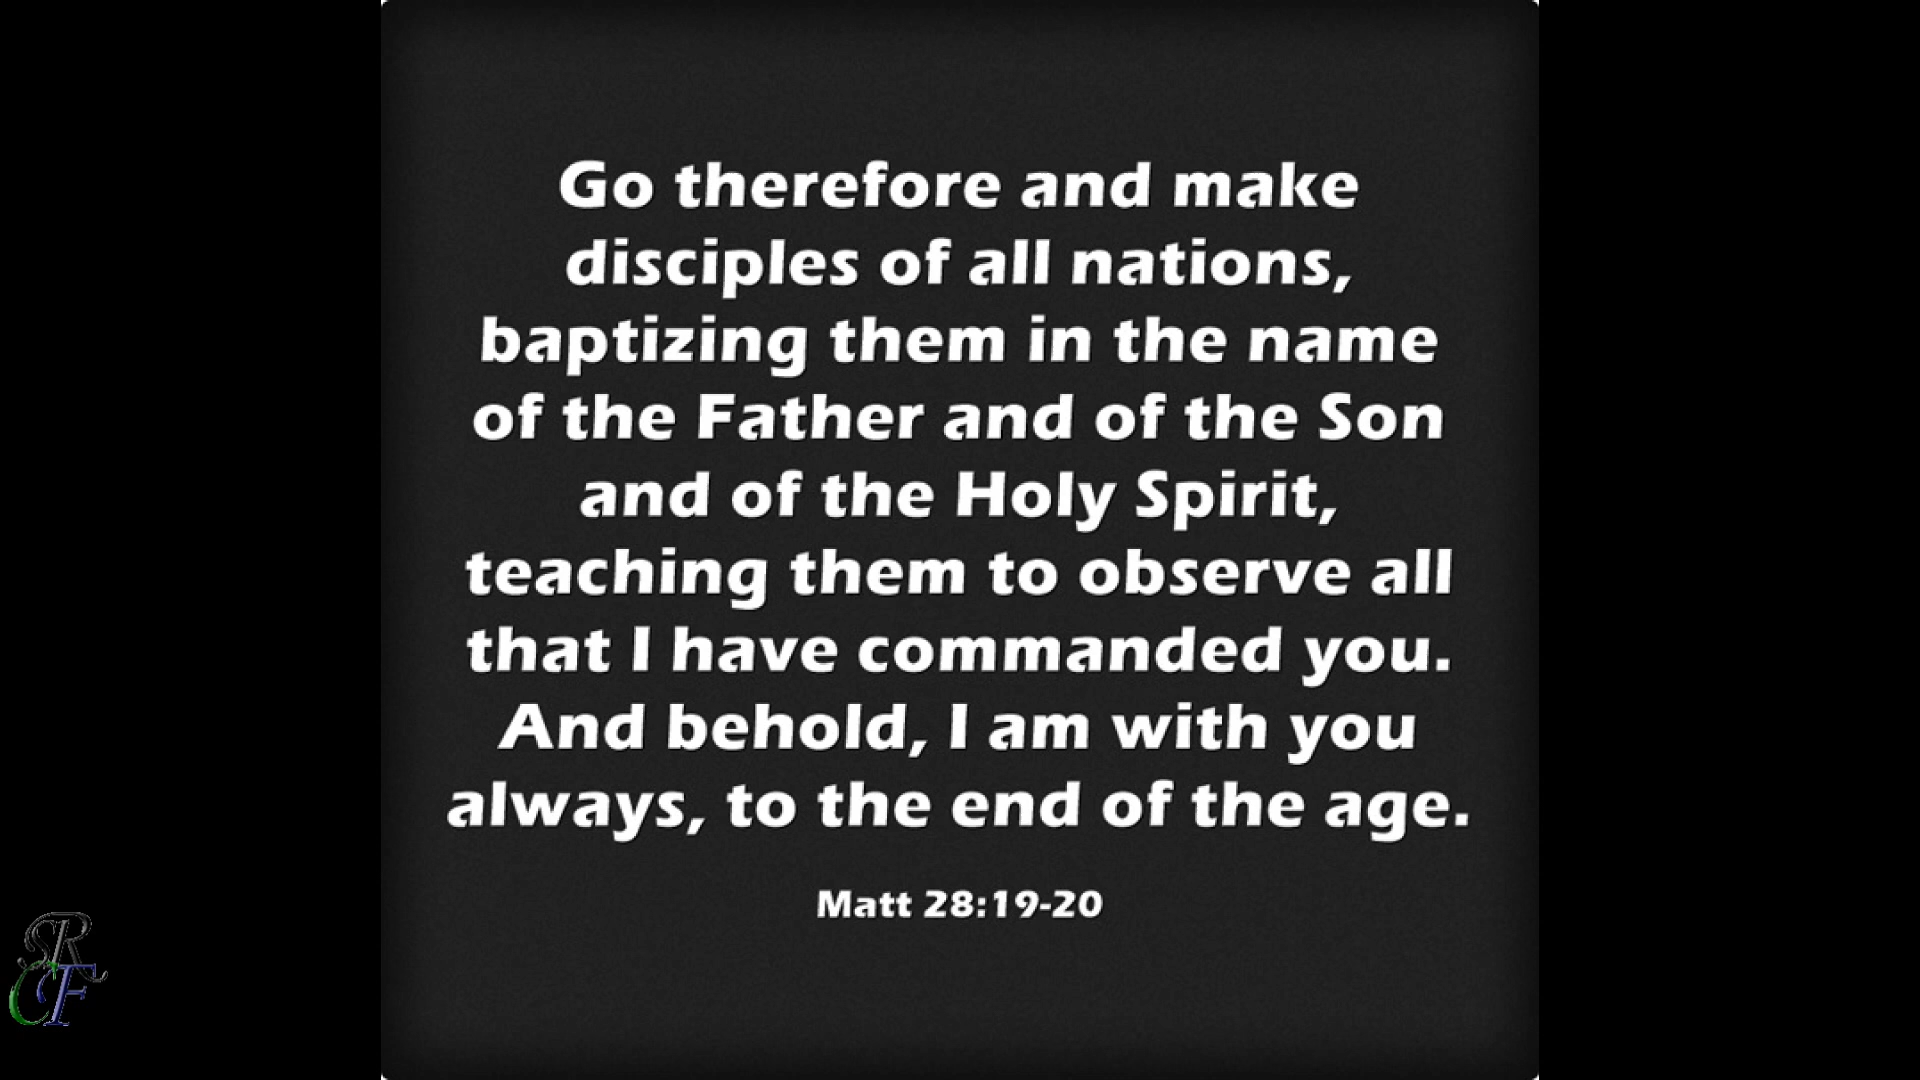 Go therefore and make
disciples of all nations,
baptizing them in the name
of the Father and of the Son
and of the Holy Spirit,
teaching them to observe all
that I have commanded you.
And behold, I am with you
always, to the end of the age.
Matt 28:19-20
SR
CF